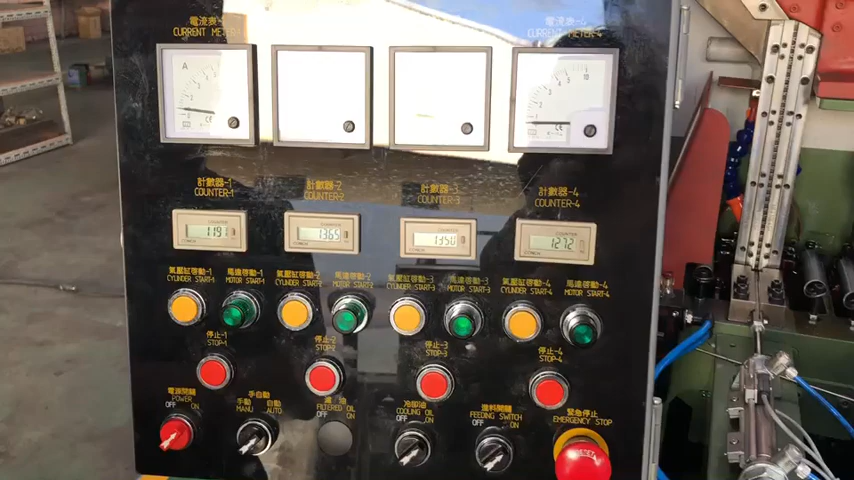 電流表-1
CURRENT METER-1
電流表-4
CURRENT METER-4
A
10
CE
計數器-1
COUNTER-1
計數器-2
COUNTER-2
計數器-3
COUNTER-3
計數器-4
COUNTER-4
COUNTER
1365
COUNTER
1350
COUNTER
1272
氣壓缸啓動-1
CYLINDER START-1
馬達啓動-1
MOTOR START-1
氣壓缸啓動-2
CYLINDER START-2
馬達啓動-2
MOTOR START-2
氣壓缸啓動-3
CYLINDER START-3
馬達啓動-3
MOTOR START-3
氣壓缸啓動-4
CYLINDER START-4
馬達啓動-4
MOTOR START-4
停止-1
STOP-1
停止-2
STOP-2
停止-3
STOP-3
停止-4
STOP-4
電源開關
POWER
OFF ON
手自動
手動 自動
MANU AUTO
濾油
FILTERED OIL
OFF ON
冷卻油
COOLING OIL
OFF ON
進料開關
FEEDING SWITCH
OFF ON
緊急停止
EMERGENCY STOP